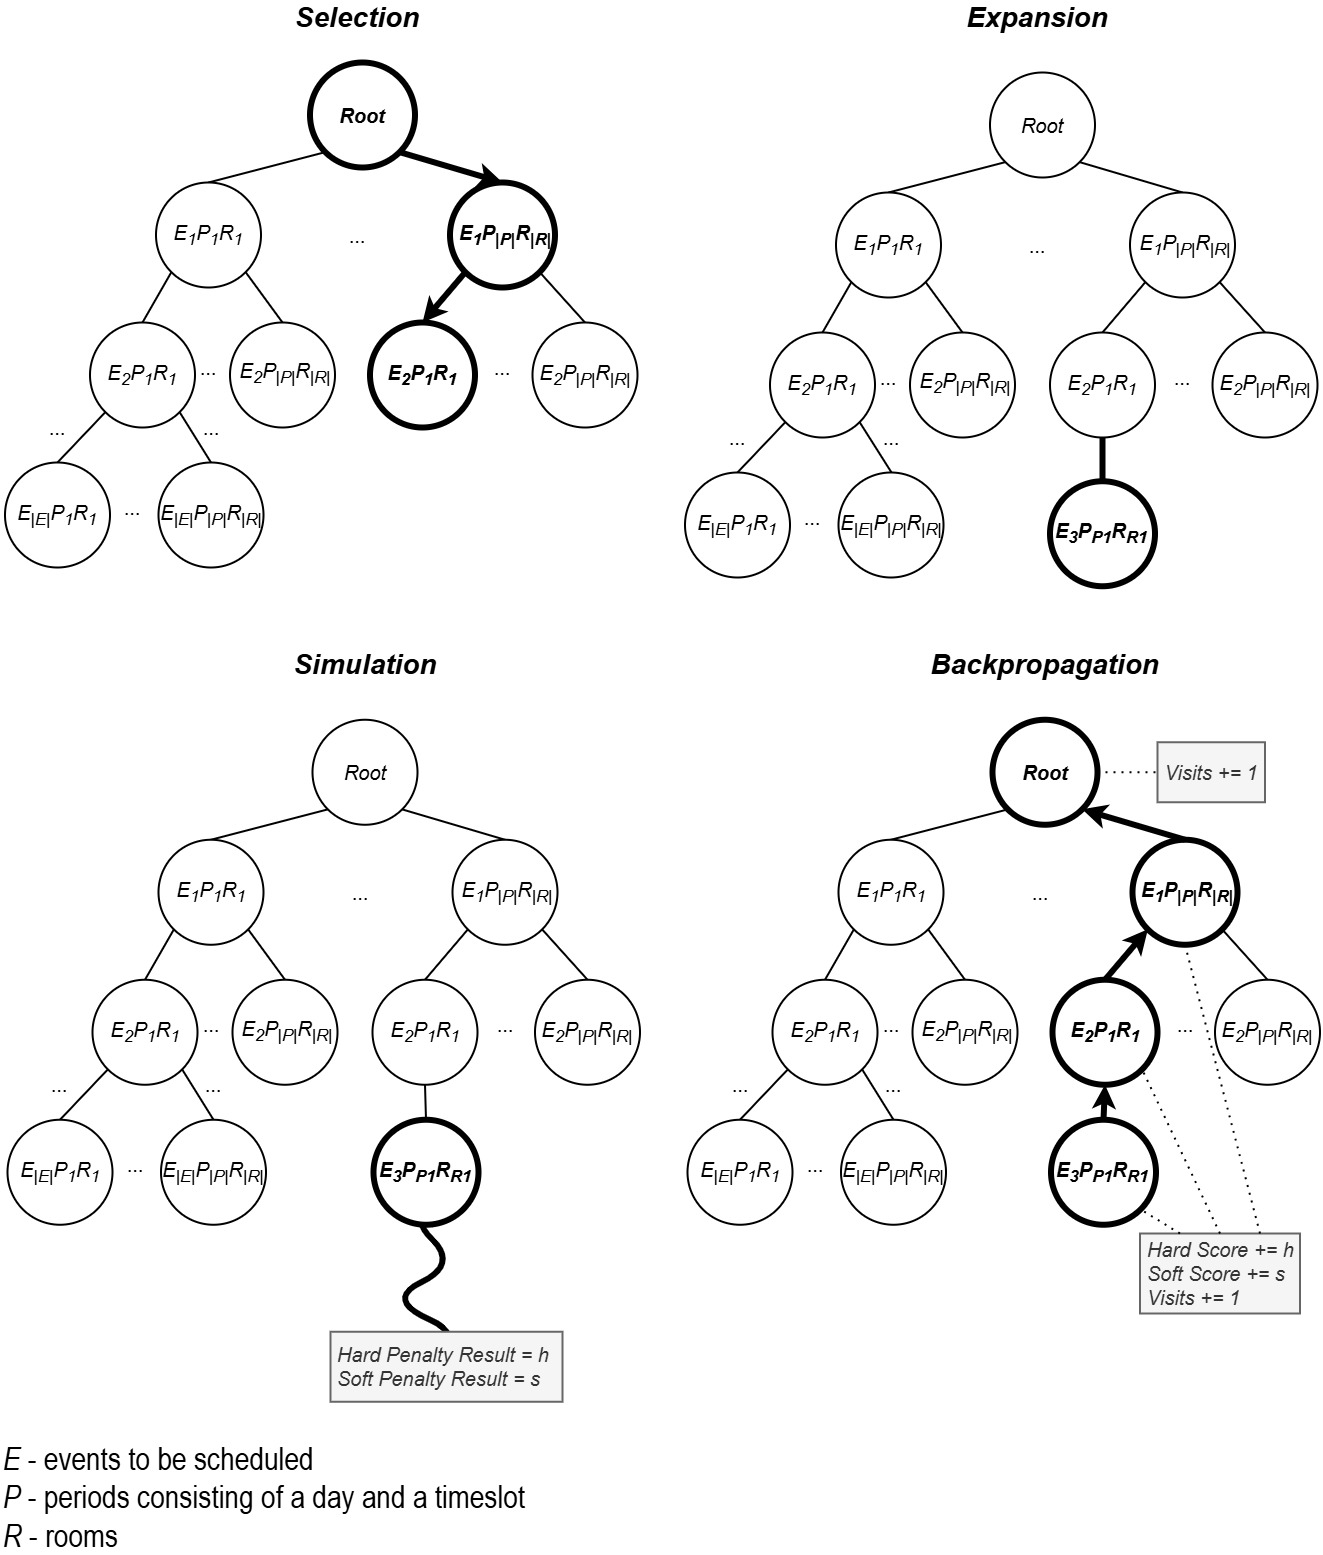 Selection
Root
E₁P₁R₁
...
E₁P|P|R|R|
E₂P₁R₁
...
E₂P|P|R|R|
E₂P₁R₁
...
E₂P|P|R|R|
...
...
E|E|P₁R₁
...
E|E|P|P|R|R|
Expansion
Root
E₁P₁R₁
...
E₁P|P|R|R|
E₂P₁R₁
...
E₂P|P|R|R|
E₂P₁R₁
...
E₂P|P|R|R|
...
...
E|E|P₁R₁
...
E|E|P|P|R|R|
E₃PP1RR1
Simulation
Root
E₁P₁R₁
...
E₁P|P|R|R|
E₂P₁R₁
...
E₂P|P|R|R|
E₂P₁R₁
...
E₂P|P|R|R|
...
...
E|E|P₁R₁
...
E|E|P|P|R|R|
E₃PP1RR1
Hard Penalty Result = h
Soft Penalty Result = s
Backpropagation
Root
Visits += 1
E₁P₁R₁
...
E₁P|P|R|R|
E₂P₁R₁
...
E₂P|P|R|R|
E₂P₁R₁
...
E₂P|P|R|R|
...
...
E|E|P₁R₁
...
E|E|P|P|R|R|
E₃PP1RR1
Hard Score += h
Soft Score += s
Visits += 1
E - events to be scheduled
P - periods consisting of a day and a timeslot
R - rooms